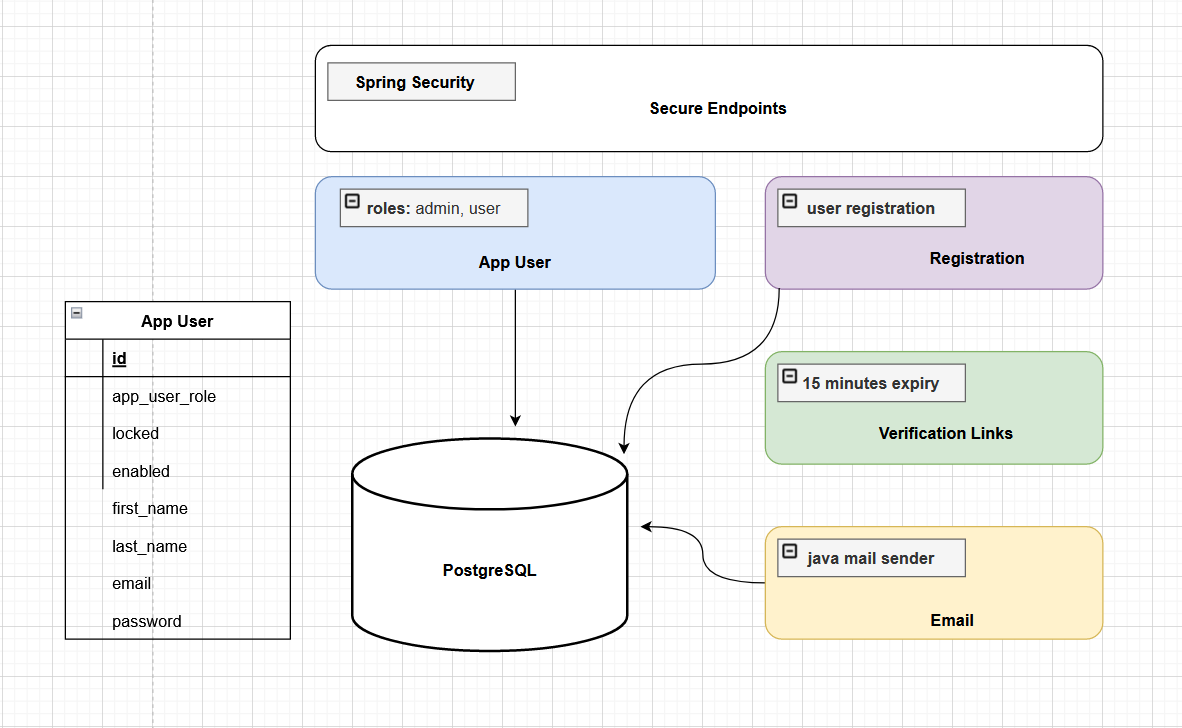 Spring Security
Secure Endpoints
roles: admin, user
App User
user registration
Registration
App User
id
app_user_role
locked
enabled
first_name
last_name
email
password
15 minutes expiry
Verification Links
PostgreSQL
java mail sender
Email